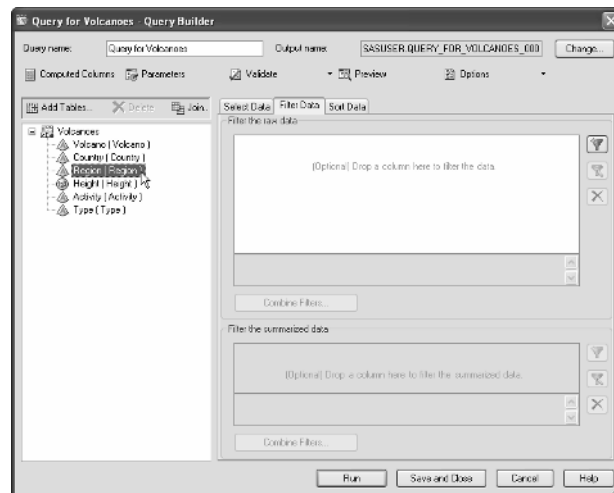 Query for Volcanoes - Query Builder
Query name: Query for Volcanoes Output name: SASUSER.QUERY_FOR_VOLCANOES_000 Change...
Computed Columns Parameters Validate Preview Options
Add Tables... Delete Join... Select Data Filter Data Sort Data
Filter the raw data
Volcanoes
Volcano (Volcano)
Country (Country)
Region (Region)
Height (Height)
Activity (Activity)
Type (Type)
(Optional) Drop a column here to filter the data.
Combine Filters...
Filter the summarized data
(Optional) Drop a column here to filter the summarized data.
Combine Filters...
Run Save and Close Cancel Help